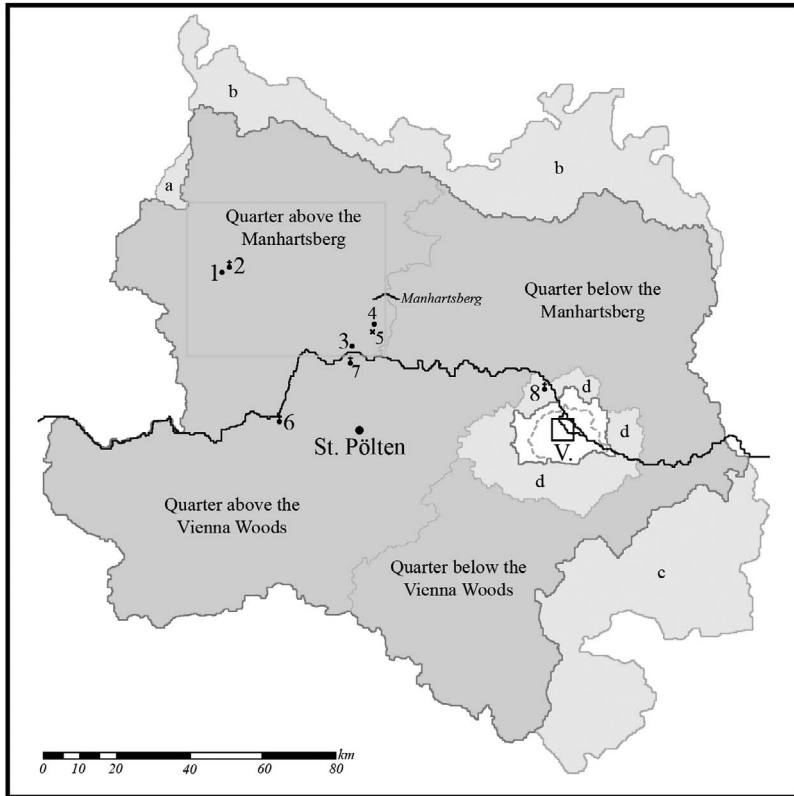 b
b
a
Quarter above the
Manhartsberg
1
2
Quarter below the
Manhartsberg
Manhartsberg
4
5
3
7
8
d
6
St. Pölten
d
V.
d
Quarter above the
Vienna Woods
Quarter below the
Vienna Woods
c
km
0 10 20 40 60 80